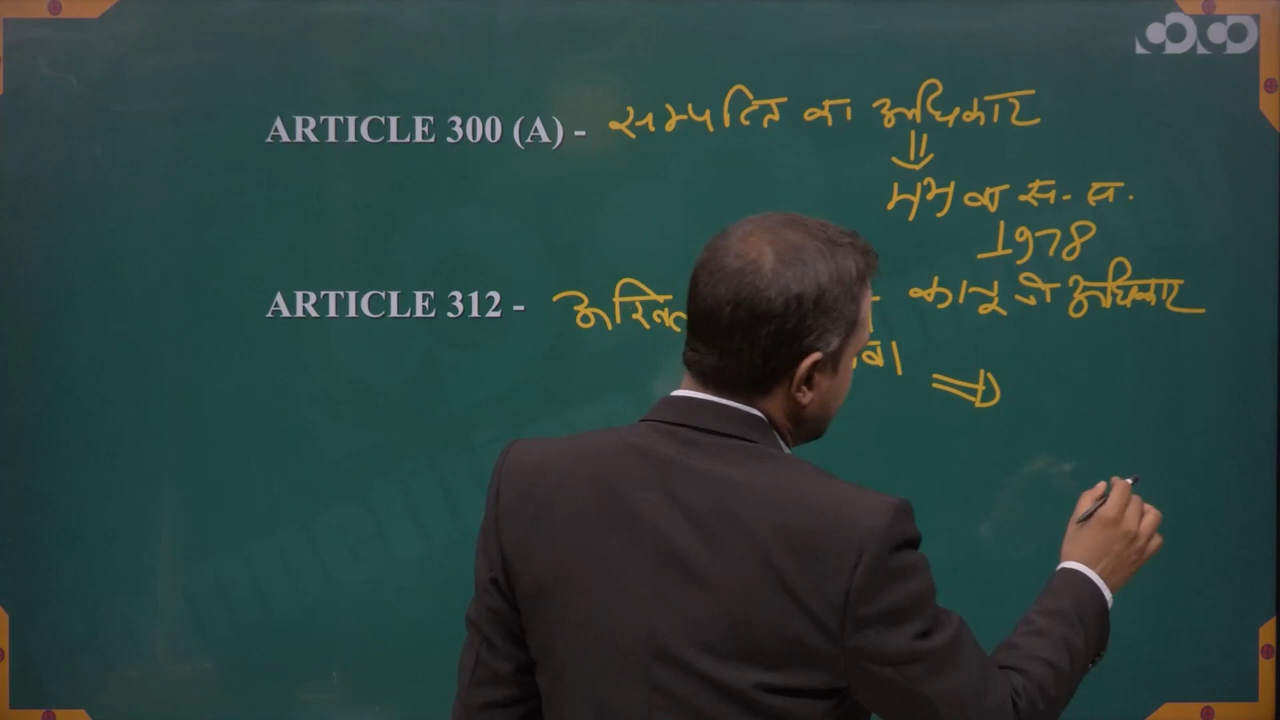 ARTICLE 300 (A) - सम्पत्ति का अधिकार
44 वा सं. सं.
1978
ARTICLE 312 - कानूनी अधिकार